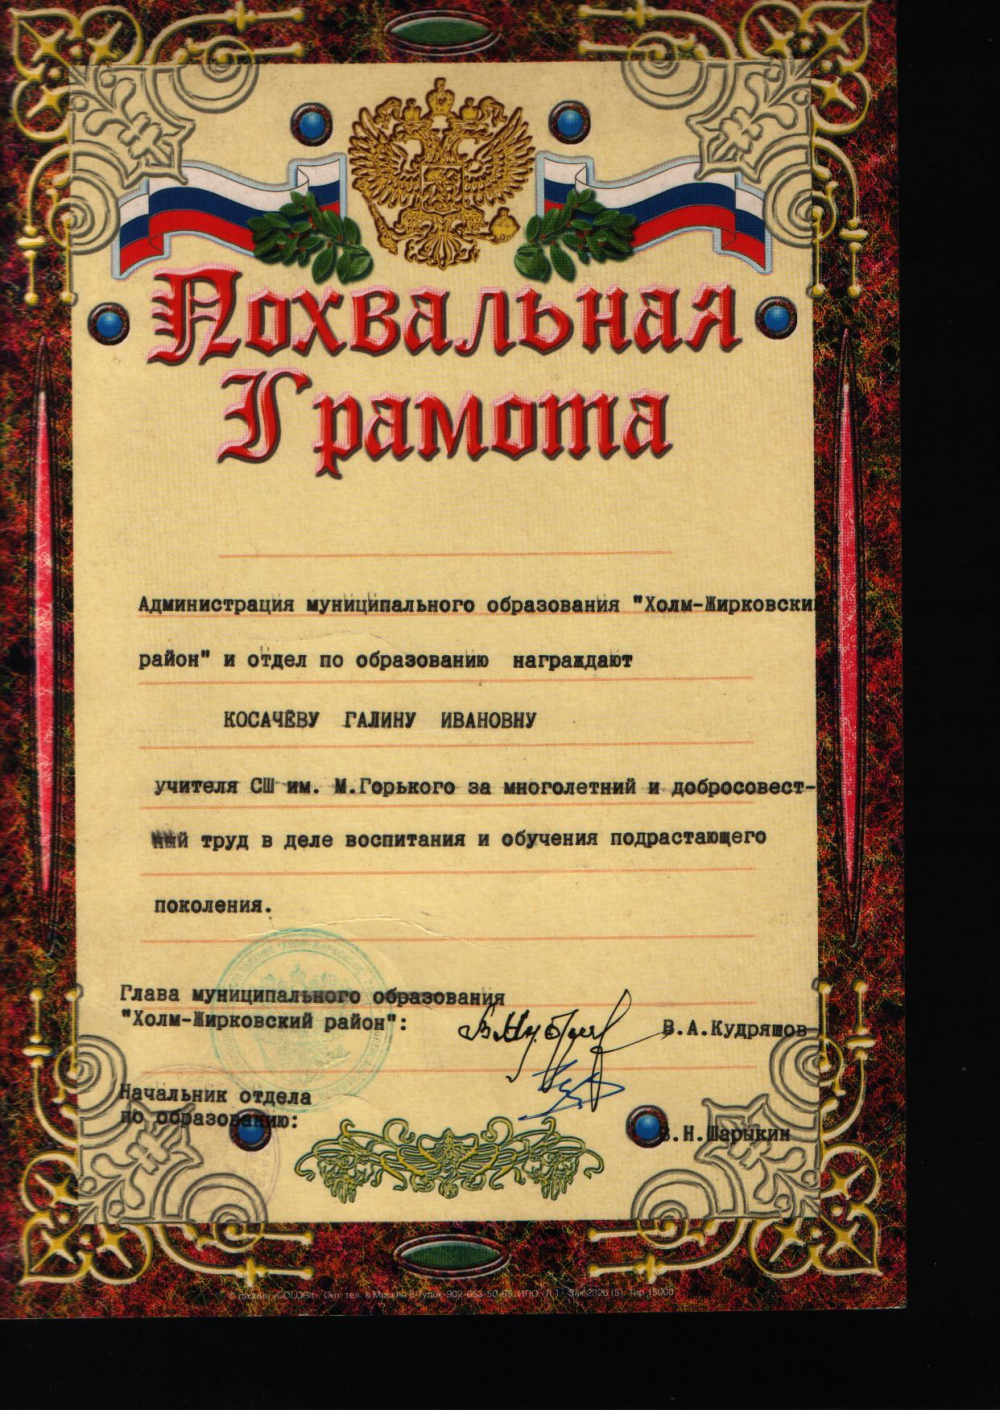 Похвальная
Грамота
Администрация муниципального образования "Холм-Жирковски
район" и отдел по образованию награждают
КОСАЧЁВУ ГАЛИНУ ИВАНОВНУ
учителя СШ им. М.Горького за многолетний и добросовест-
ный труд в деле воспитания и обучения подрастающего
поколения.
Глава муниципального образования
"Холм-Жирковский район":
В.А.Кудряшов
Начальник отдела
по образованию:
В.Н.Шарыкин